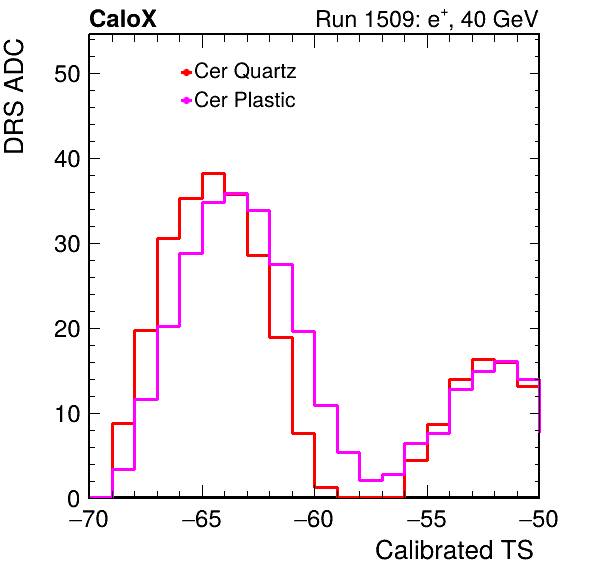 CaloX Run 1509: e+, 40 GeV
DRS ADC
Cer Quartz
Cer Plastic
50
40
30
20
10
0
−70 −65 −60 −55 −50
Calibrated TS